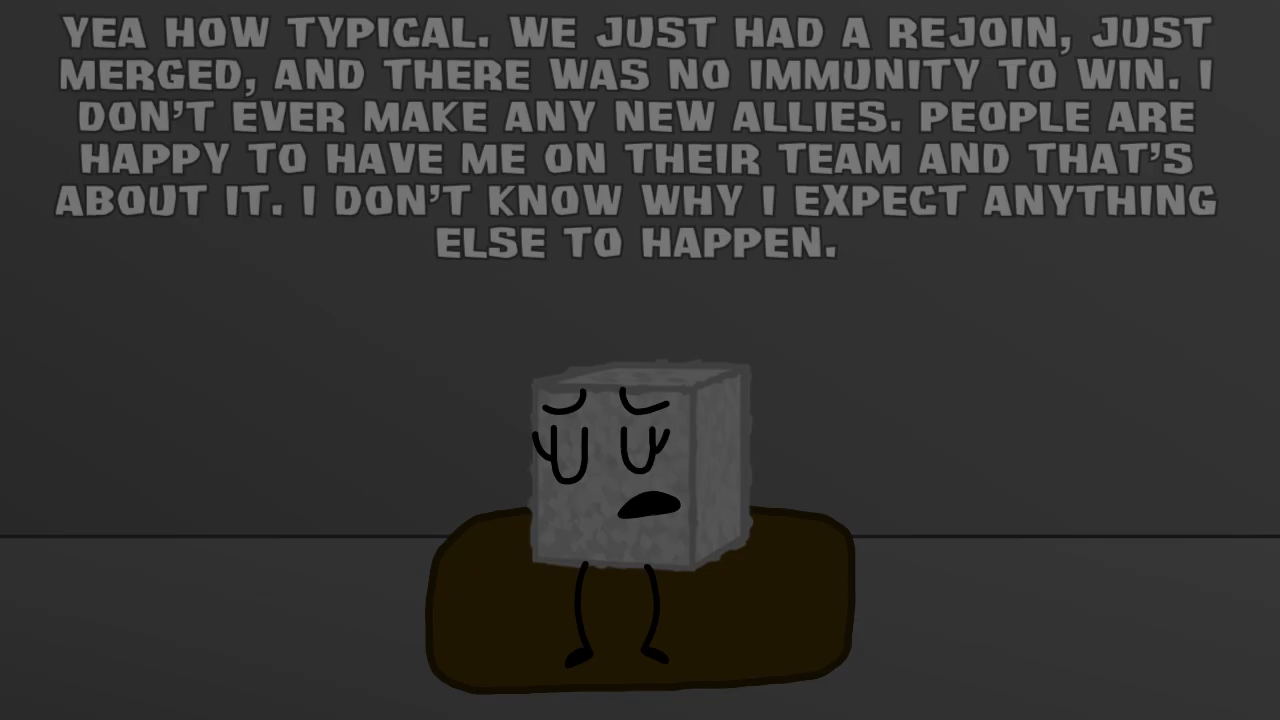 YEA HOW TYPICAL. WE JUST HAD A REJOIN, JUST
MERGED, AND THERE WAS NO IMMUNITY TO WIN. I
DON'T EVER MAKE ANY NEW ALLIES. PEOPLE ARE
HAPPY TO HAVE ME ON THEIR TEAM AND THAT'S
ABOUT IT. I DON'T KNOW WHY I EXPECT ANYTHING
ELSE TO HAPPEN.